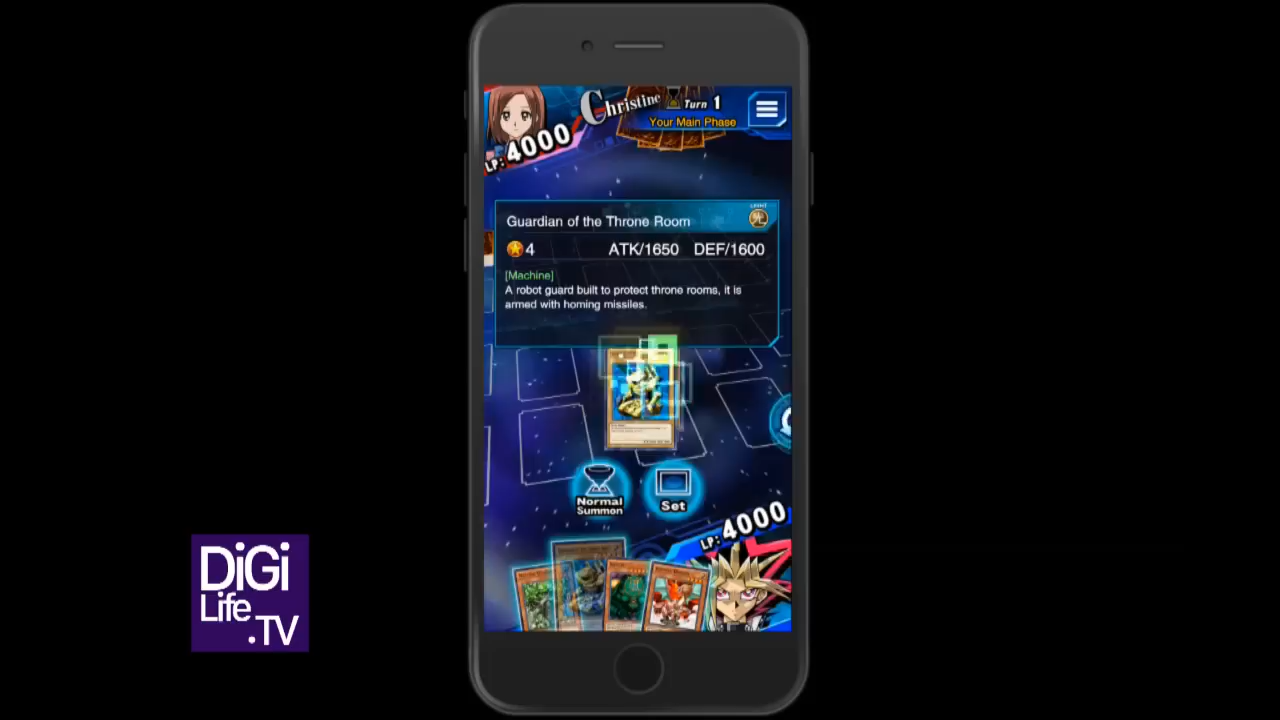 Christine
Turn 1
Your Main Phase
LP: 4000
Guardian of the Throne Room
LIGHT
光
4 ATK/1650 DEF/1600
[Machine]
A robot guard built to protect throne rooms, it is
armed with homing missiles.
Normal
Summon
Set
LP: 4000
DiGi
Life
.TV